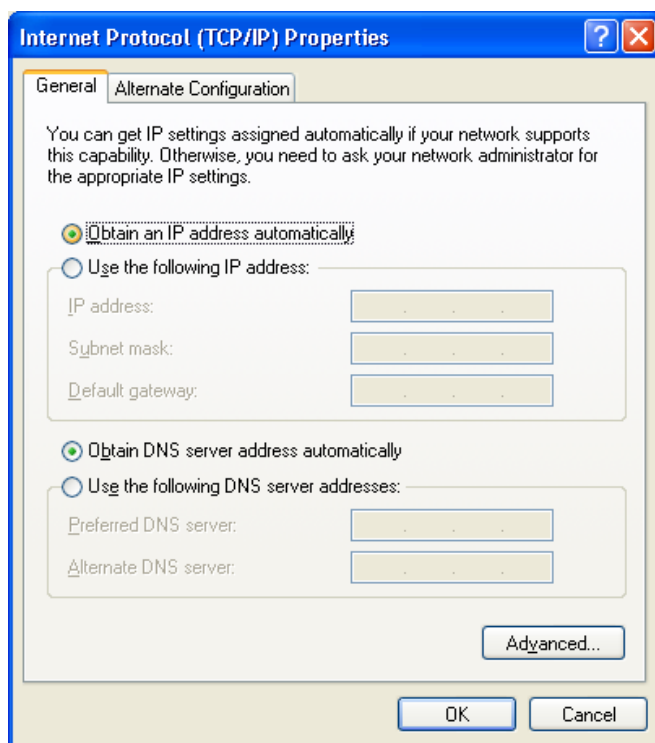 Internet Protocol (TCP/IP) Properties
General
Alternate Configuration
You can get IP settings assigned automatically if your network supports
this capability. Otherwise, you need to ask your network administrator for
the appropriate IP settings.
Obtain an IP address automatically
Use the following IP address:
IP address:
Subnet mask:
Default gateway:
Obtain DNS server address automatically
Use the following DNS server addresses:
Preferred DNS server:
Alternate DNS server:
Advanced...
OK
Cancel